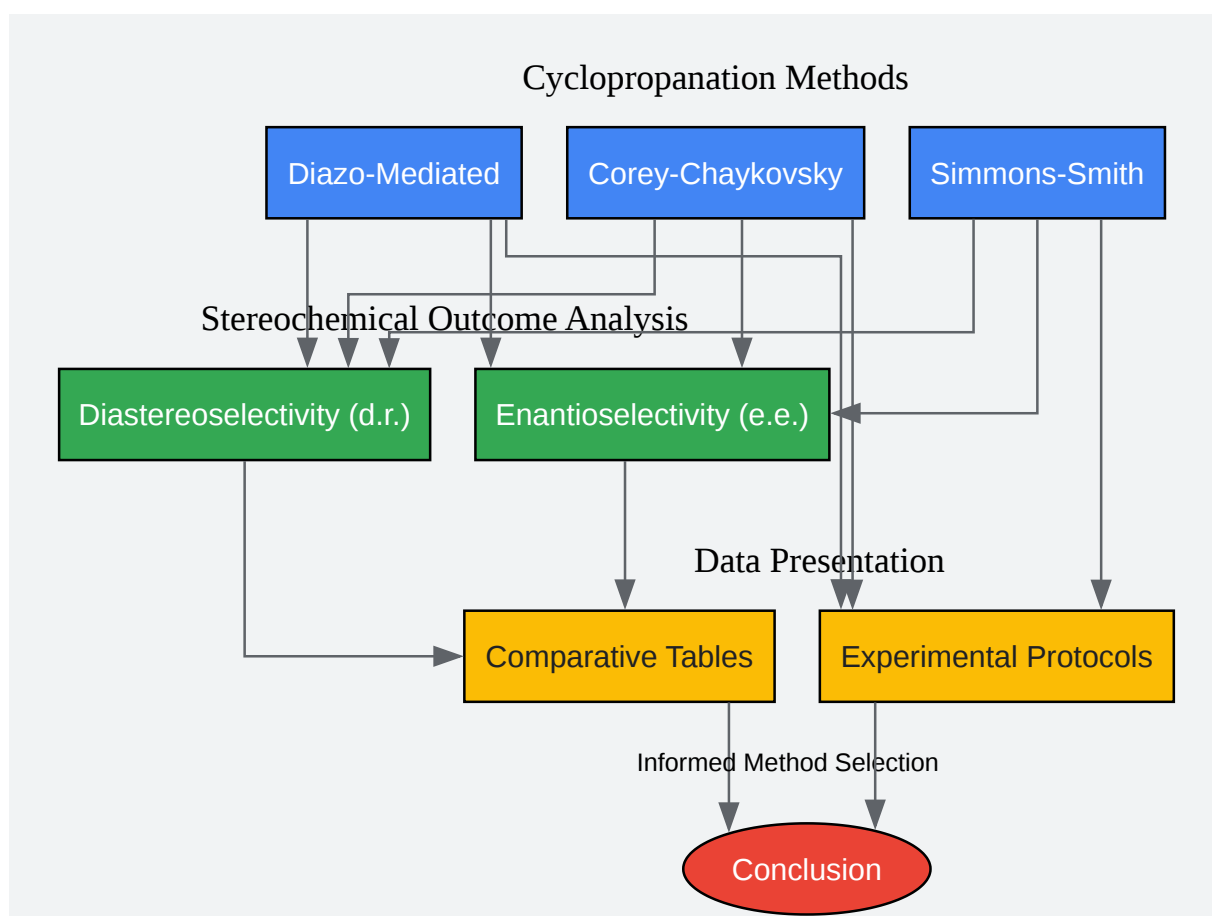 Cyclopropanation Methods
Diazo-Mediated
Corey-Chaykovsky
Simmons-Smith
Stereochemical Outcome Analysis
Diastereoselectivity (d.r.)
Enantioselectivity (e.e.)
Data Presentation
Comparative Tables
Experimental Protocols
Informed Method Selection
Conclusion